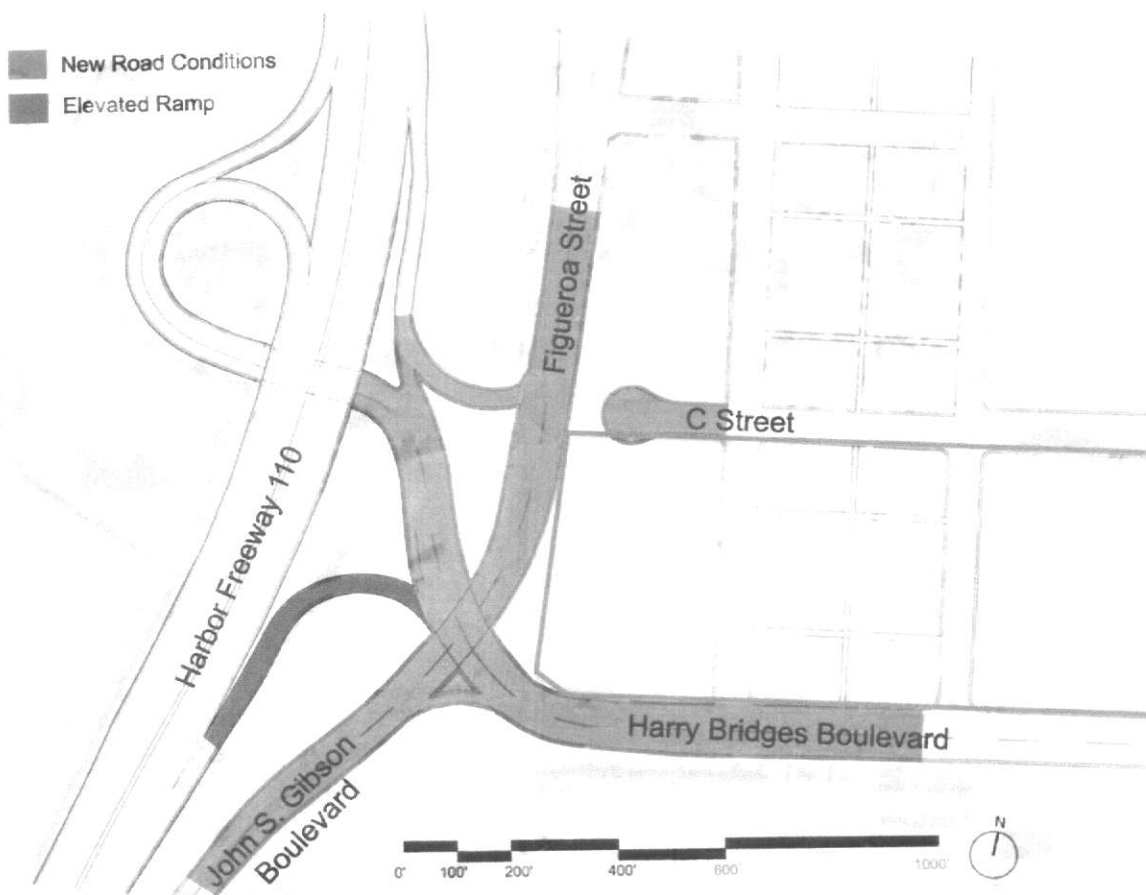 New Road Conditions
Elevated Ramp
Figueroa Street
C Street
Harbor Freeway 110
Harry Bridges Boulevard
John S. Gibson
Boulevard
N
0' 100' 200' 400' 600 1000'